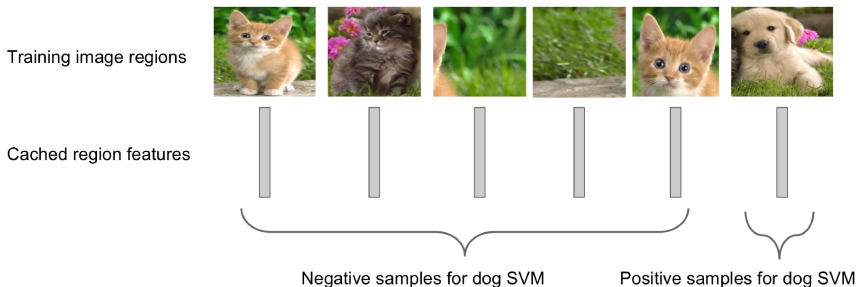 Training image regions
Cached region features
Negative samples for dog SVM
Positive samples for dog SVM